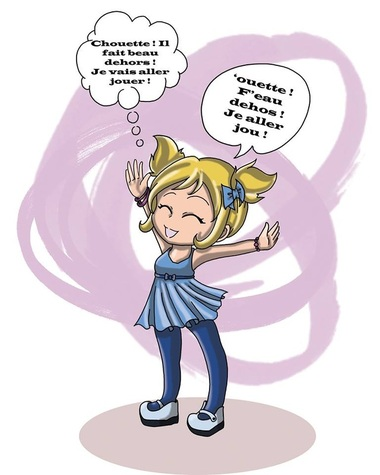 Chouette ! Il
fait beau
dehors !
Je vais aller
jouer !
‘ouette !
F’eau
dehos !
Je aller
jou !